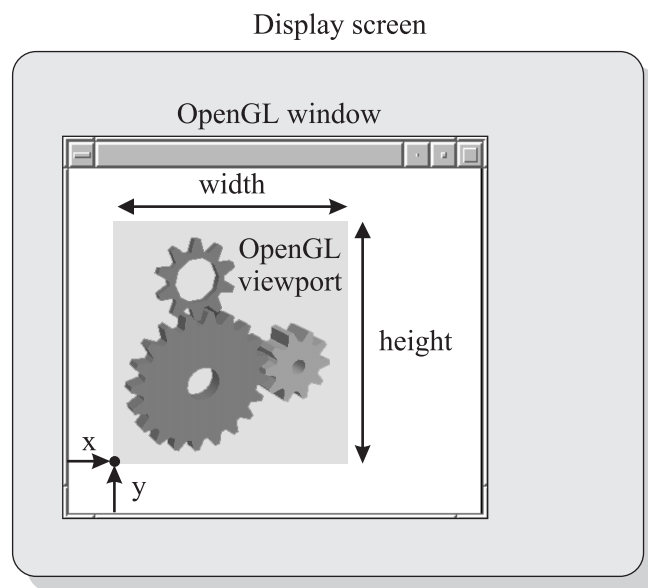 Display screen
OpenGL window
width
OpenGL
viewport
height
x
y